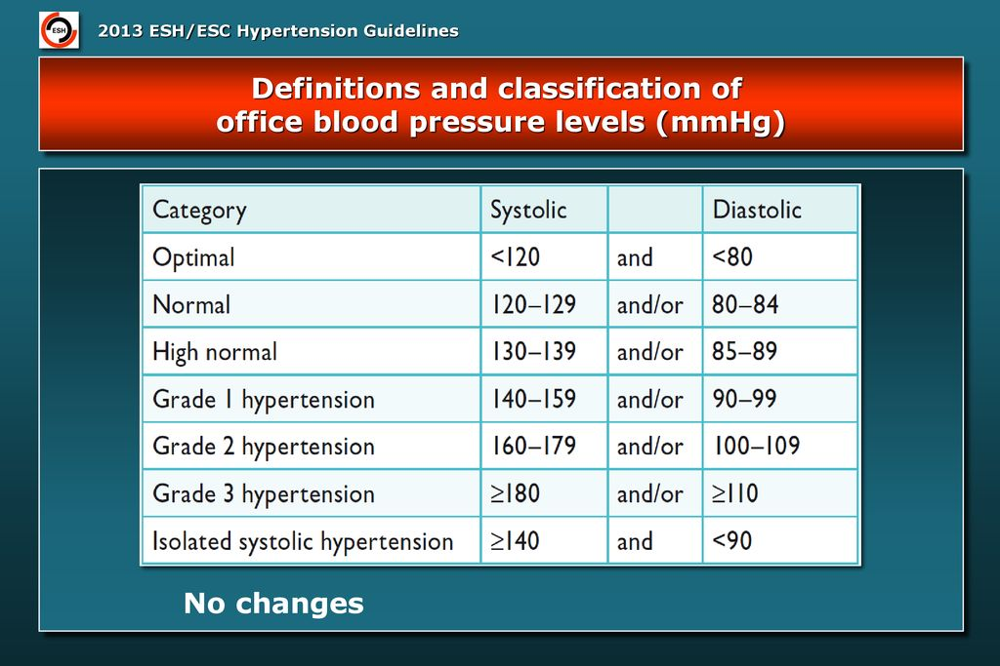 ESH
2013 ESH/ESC Hypertension Guidelines
Definitions and classification of
office blood pressure levels (mmHg)
Category Systolic Diastolic
Optimal <120 and <80
Normal 120–129 and/or 80–84
High normal 130–139 and/or 85–89
Grade 1 hypertension 140–159 and/or 90–99
Grade 2 hypertension 160–179 and/or 100–109
Grade 3 hypertension ≥180 and/or ≥110
Isolated systolic hypertension ≥140 and <90
No changes